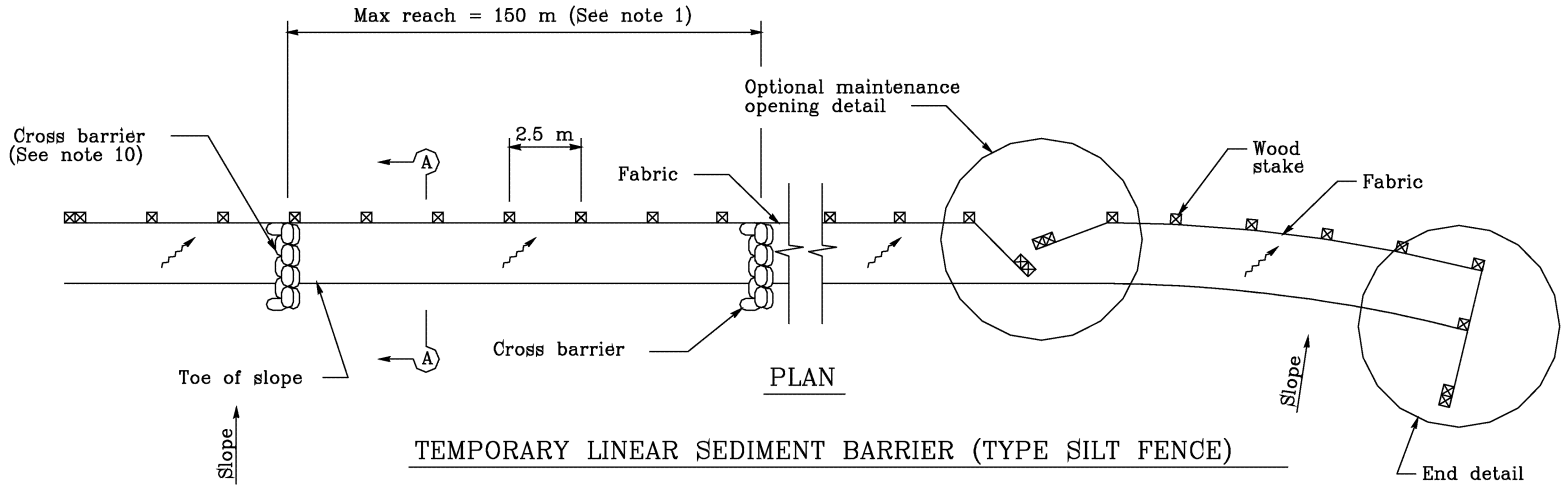 Max reach = 150 m (See note 1)
Optional maintenance
opening detail
Cross barrier
(See note 10)
2.5 m
A
Fabric
Wood
stake
Fabric
Cross barrier
A
Toe of slope
PLAN
Slope
Slope
TEMPORARY LINEAR SEDIMENT BARRIER (TYPE SILT FENCE)
End detail